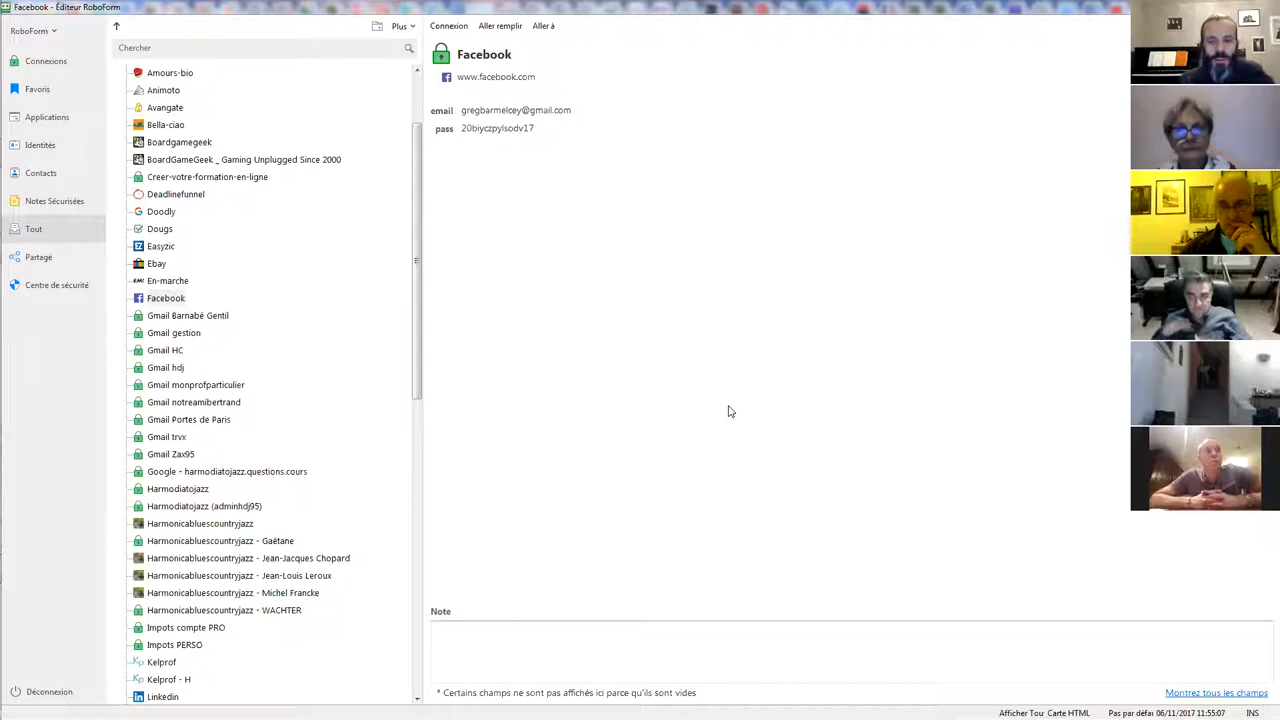 Facebook - Éditeur RoboForm
RoboForm
Plus
Connexion Aller remplir Aller à
Chercher
Connexions
Favoris
Applications
Identités
Contacts
Notes Sécurisées
Tout
Partagé
Centre de sécurité
Déconnexion
Amours-bio
Animoto
Avangate
Bella-ciao
Boardgamegeek
BoardGameGeek _ Gaming Unplugged Since 2000
Creer-votre-formation-en-ligne
Deadlinefunnel
Doodly
Dougs
Easyzic
Ebay
En-marche
Facebook
Gmail Barnabé Gentil
Gmail gestion
Gmail HC
Gmail hdj
Gmail monprofparticulier
Gmail notreamibertrand
Gmail Portes de Paris
Gmail trvx
Gmail Zax95
Google - harmodiatojazz.questions.cours
Harmodiatojazz
Harmodiatojazz (adminhdj95)
Harmonicabluescountryjazz
Harmonicabluescountryjazz - Gaëtane
Harmonicabluescountryjazz - Jean-Jacques Chopard
Harmonicabluescountryjazz - Jean-Louis Leroux
Harmonicabluescountryjazz - Michel Francke
Harmonicabluescountryjazz - WACHTER
Impots compte PRO
Impots PERSO
Kelprof
Kelprof - H
Linkedin
Facebook
www.facebook.com
email gregbarmelcey@gmail.com
pass [password withheld]
Note
* Certains champs ne sont pas affichés ici parce qu'ils sont vides
Montrez tous les champs
Afficher Tou Carte HTML Pas par défau 06/11/2017 11:55:07 INS